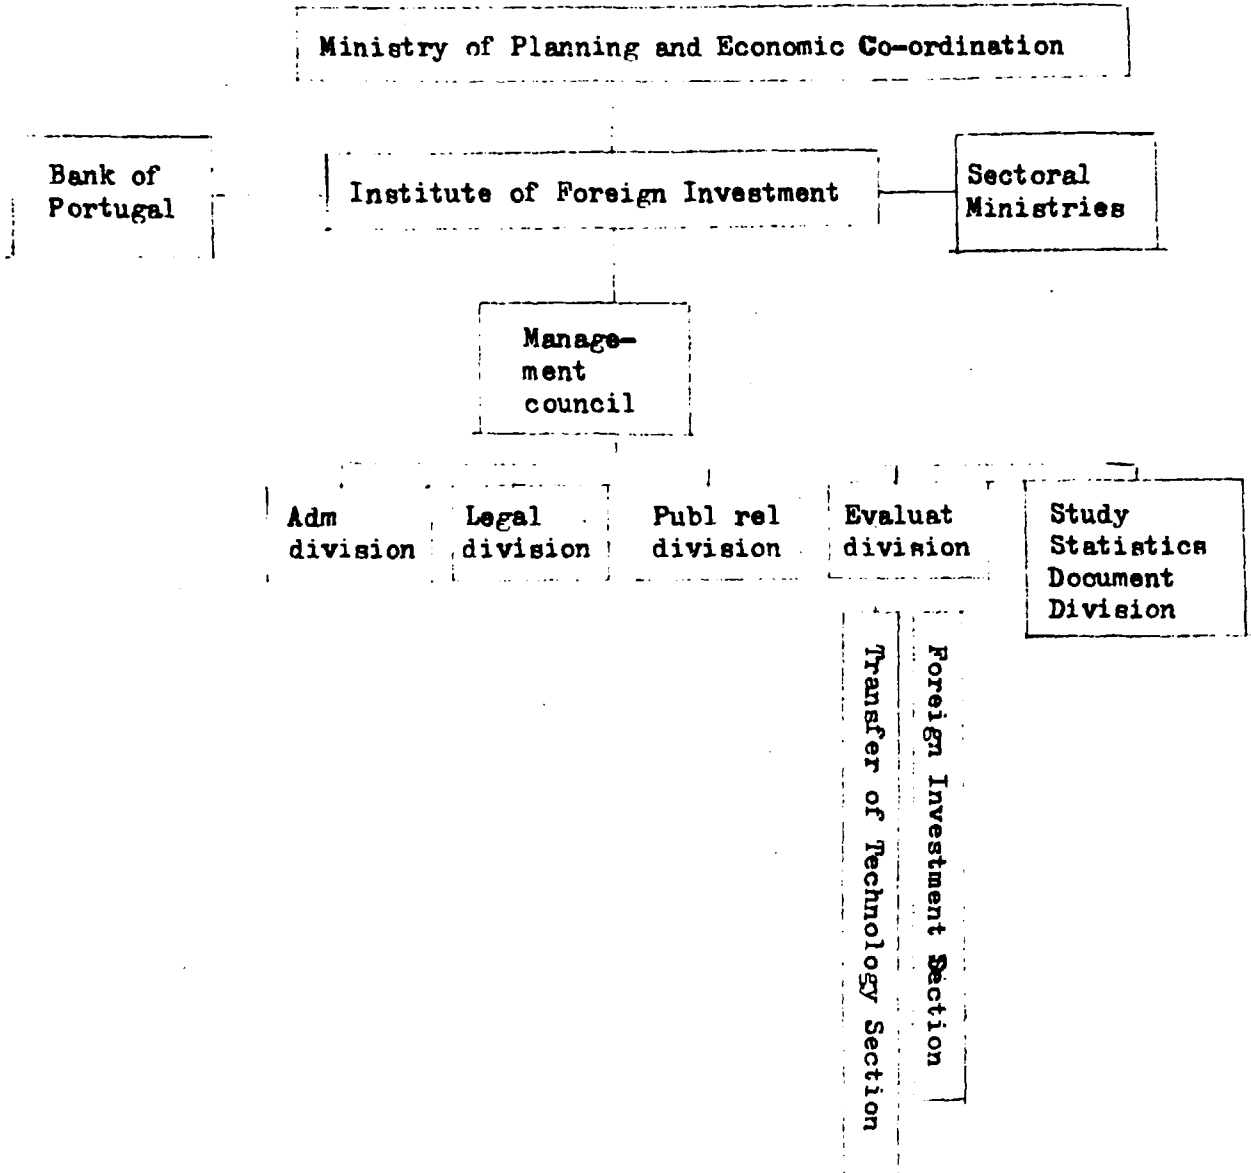 Ministry of Planning and Economic Co-ordination
Bank of
Portugal
Institute of Foreign Investment
Sectoral
Ministries
Manage-
ment
council
Adm
division
Legal
division
Publ rel
division
Evaluat
division
Study
Statistics
Document
Division
Transfer of Technology Section
Foreign Investment Section